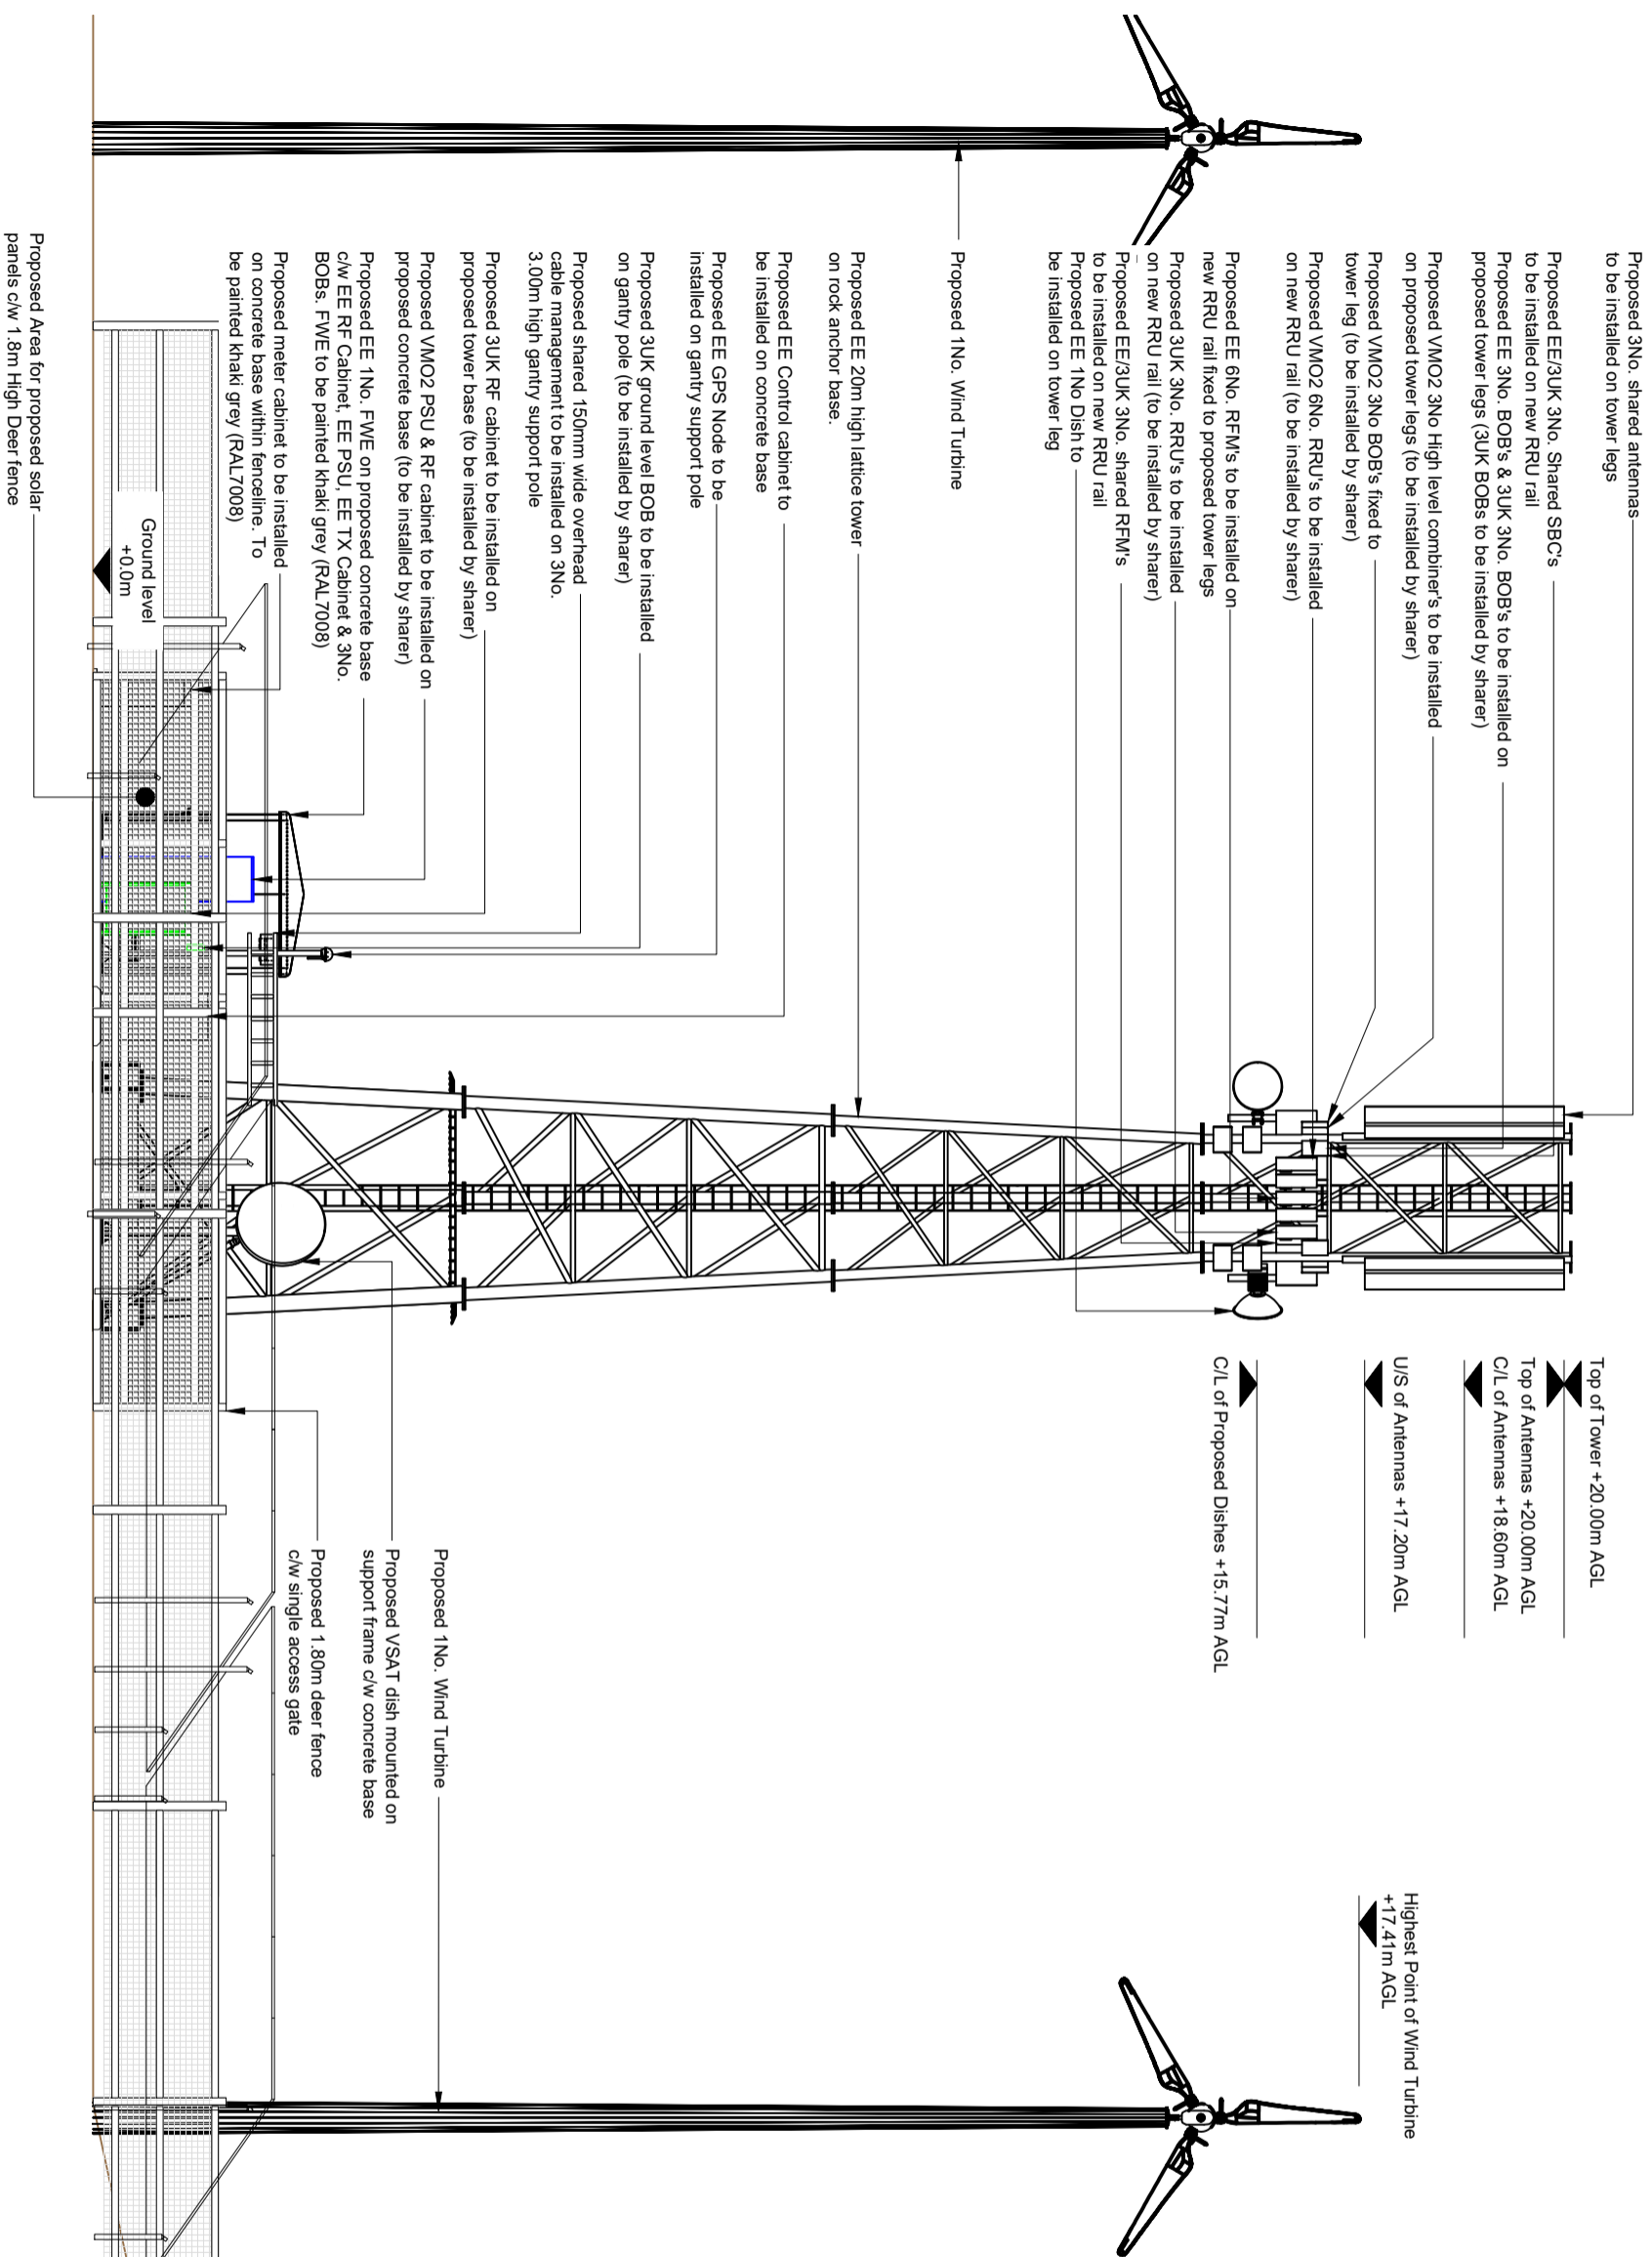 Proposed 3No. shared antennas
to be installed on tower legs
Proposed EE/3UK 3No. Shared SBC's
to be installed on new RRU rail
Proposed EE 3No. BOB's & 3UK 3No. BOB's to be installed on
proposed tower legs (3UK BOBs to be installed by sharer)
Proposed VMO2 3No High level combiner's to be installed
on proposed tower legs (to be installed by sharer)
Proposed VMO2 3No BOB's fixed to
tower leg (to be installed by sharer)
Proposed VMO2 6No. RRU's to be installed
on new RRU rail (to be installed by sharer)
Proposed EE 6No. RFM's to be installed on
new RRU rail fixed to proposed tower legs
Proposed 3UK 3No. RRU's to be installed
on new RRU rail (to be installed by sharer)
Proposed EE/3UK 3No. shared RFM's
to be installed on new RRU rail
Proposed EE 1No Dish to
be installed on tower leg
Proposed 1No. Wind Turbine
Proposed EE 20m high lattice tower
on rock anchor base.
Proposed EE Control cabinet to
be installed on concrete base
Proposed EE GPS Node to be
installed on gantry support pole
Proposed 3UK ground level BOB to be installed
on gantry pole (to be installed by sharer)
Proposed shared 150mm wide overhead
cable management to be installed on 3No.
3.00m high gantry support pole
Proposed 3UK RF cabinet to be installed on
proposed tower base (to be installed by sharer)
Proposed VMO2 PSU & RF cabinet to be installed on
proposed concrete base (to be installed by sharer)
Proposed EE 1No. FWE on proposed concrete base
c/w EE RF Cabinet, EE PSU, EE TX Cabinet & 3No.
BOBs. FWE to be painted khaki grey (RAL7008)
Proposed meter cabinet to be installed
on concrete base within fenceline. To
be painted khaki grey (RAL7008)
Ground level
+0.0m
Proposed Area for proposed solar
panels c/w 1.8m High Deer fence
Top of Tower +20.00m AGL
Top of Antennas +20.00m AGL
C/L of Antennas +18.60m AGL
U/S of Antennas +17.20m AGL
C/L of Proposed Dishes +15.77m AGL
Proposed 1No. Wind Turbine
Proposed VSAT dish mounted on
support frame c/w concrete base
Proposed 1.80m deer fence
c/w single access gate
Highest Point of Wind Turbine
+17.41m AGL